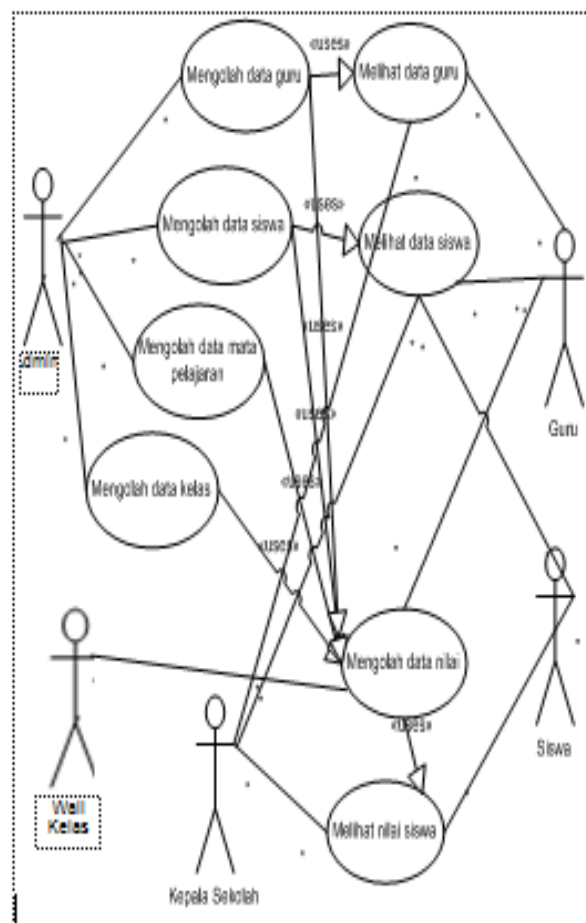 «uses»
Mengolah data guru
Melihat data guru
«uses»
Mengolah data siswa
Melihat data siswa
«uses»
Mengolah data mata
pelajaran
dmin
Guru
«uses»
«uses»
Mengolah data kelas
«uses»
Mengolah data nilai
«uses»
Siswa
Wali
Kelas
Melihat nilai siswa
Kepala Sekolah